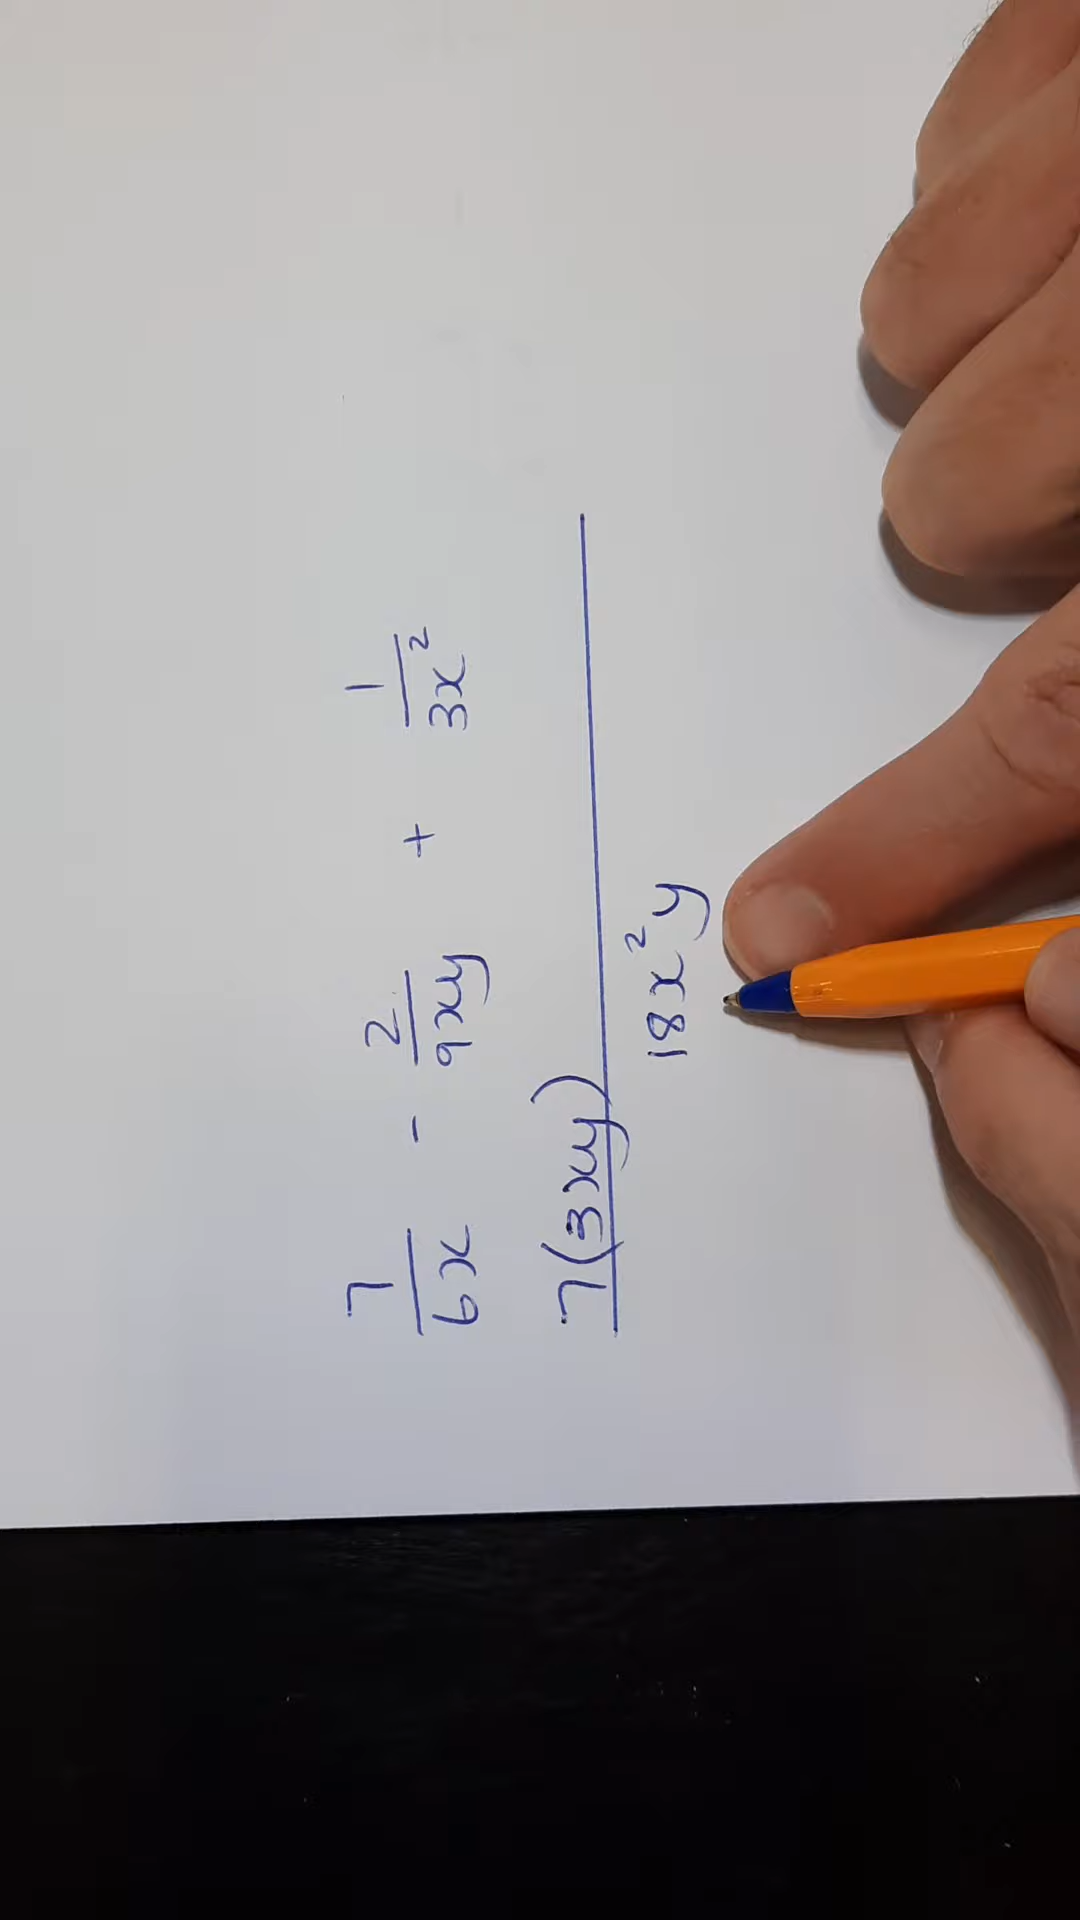 7/6x - 2/9xy + 1/3x²
7(3xy)
18x²y